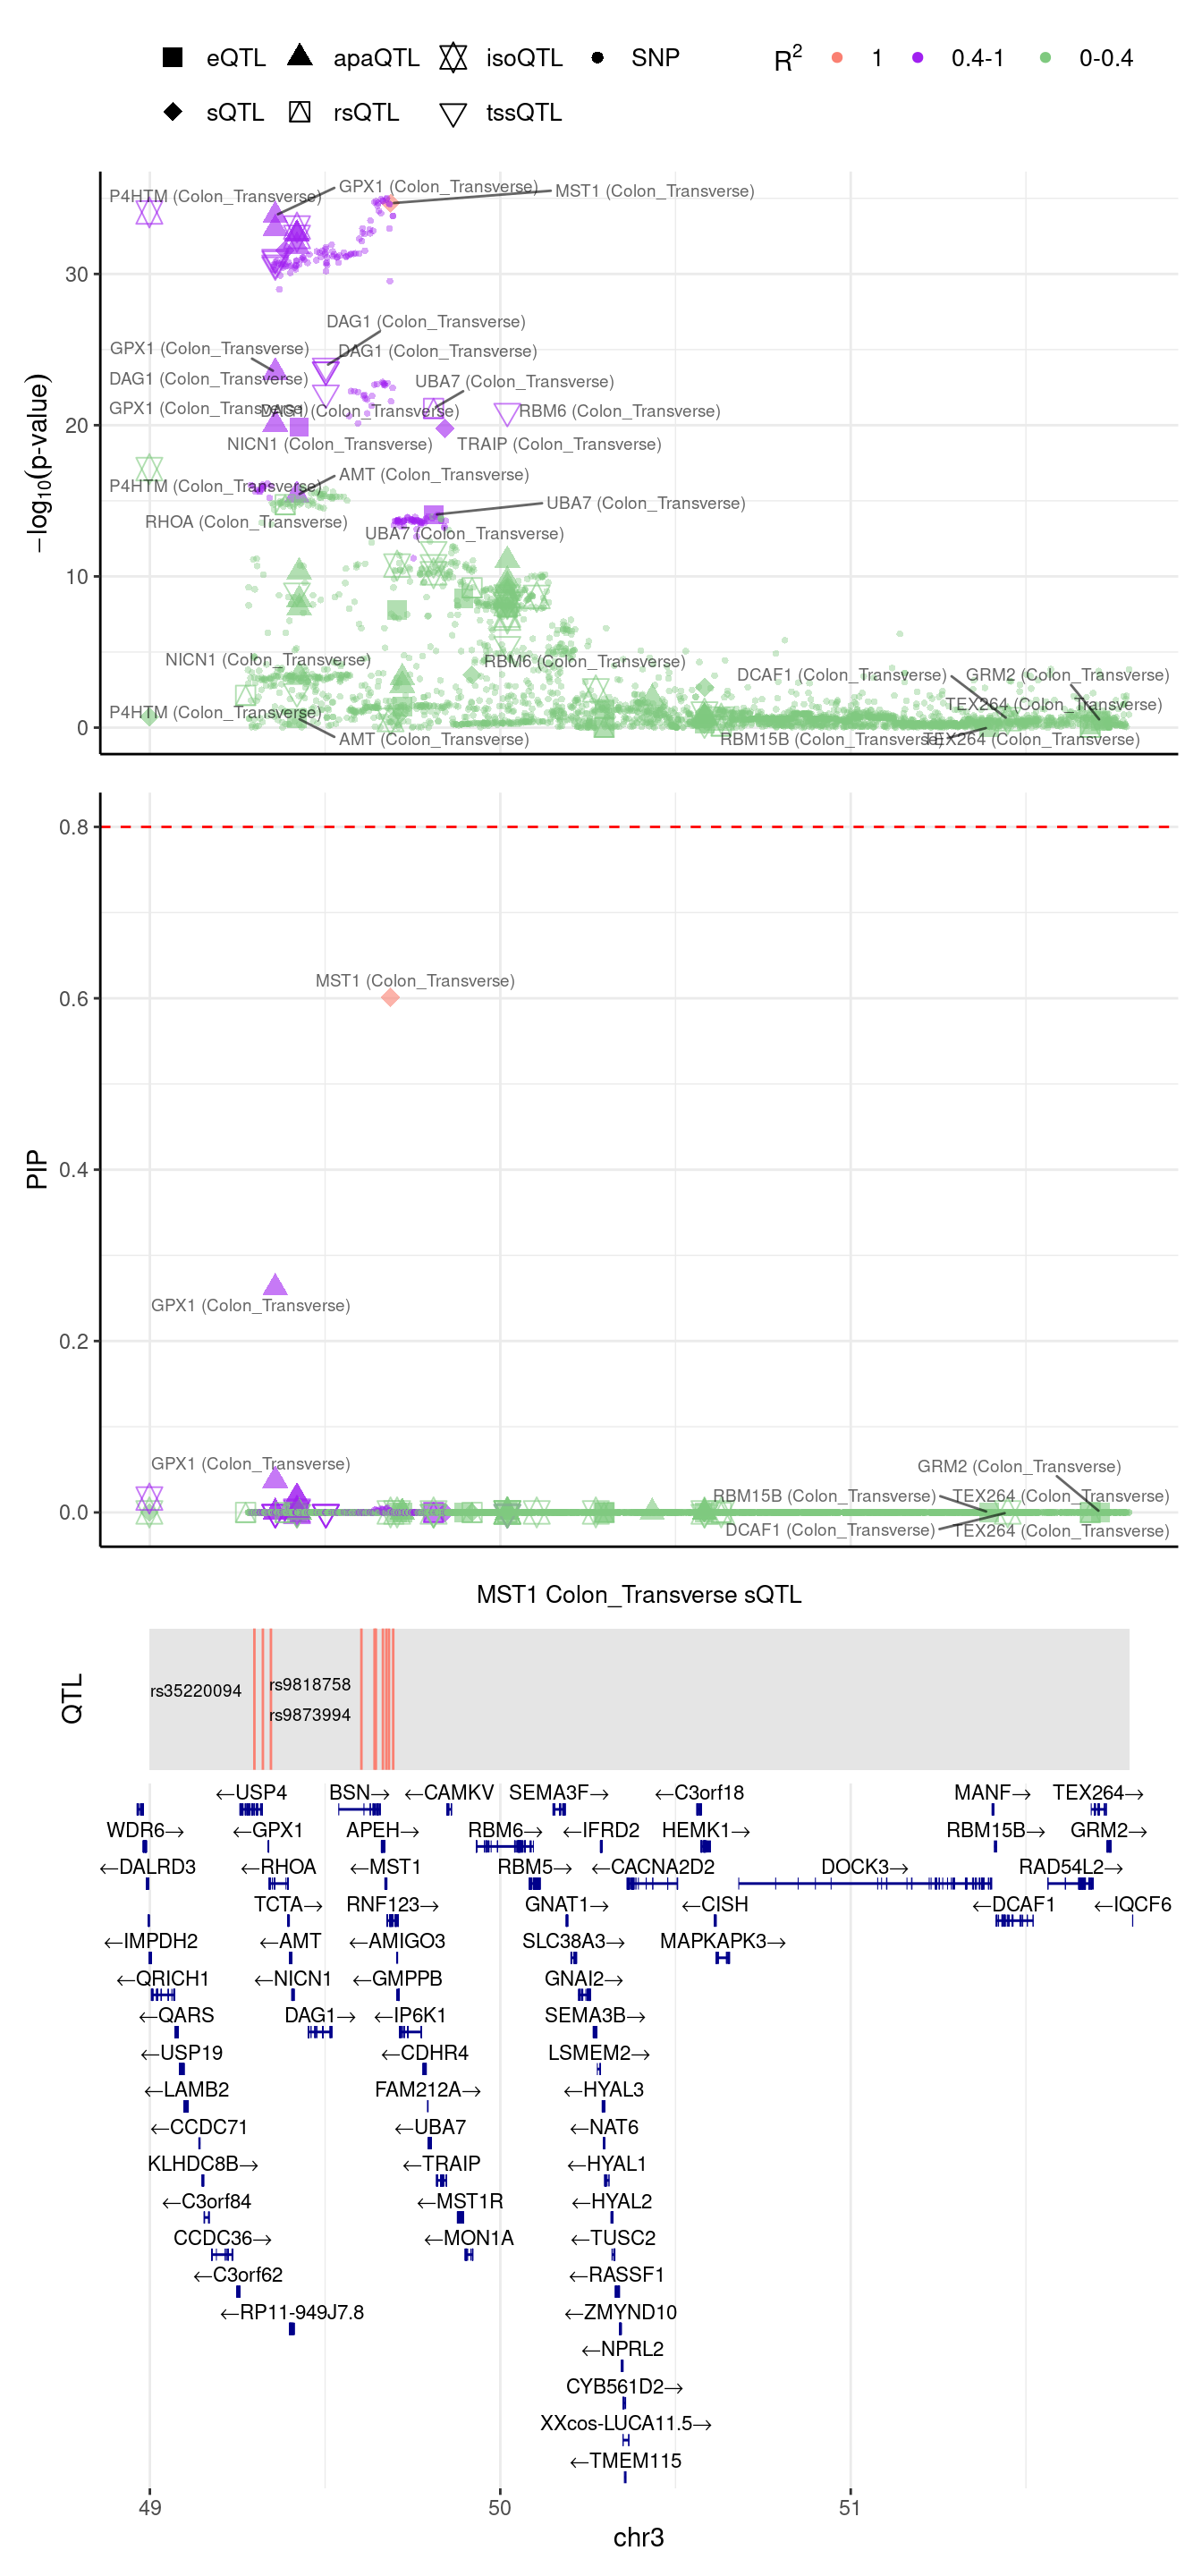 eQTL apaQTL isoQTL SNP R2 1 0.4-1 0-0.4
sQTL rsQTL tssQTL
P4HTM (Colon_Transverse)
GPX1 (Colon_Transverse)
MST1 (Colon_Transverse)
30
DAG1 (Colon_Transverse)
GPX1 (Colon_Transverse)
DAG1 (Colon_Transverse)
DAG1 (Colon_Transverse)
UBA7 (Colon_Transverse)
GPX1 (Colon_Transverse)
DAG1 (Colon_Transverse)
RBM6 (Colon_Transverse)
20
NICN1 (Colon_Transverse)
TRAIP (Colon_Transverse)
AMT (Colon_Transverse)
P4HTM (Colon_Transverse)
UBA7 (Colon_Transverse)
RHOA (Colon_Transverse)
UBA7 (Colon_Transverse)
10
NICN1 (Colon_Transverse)
RBM6 (Colon_Transverse)
DCAF1 (Colon_Transverse)
GRM2 (Colon_Transverse)
TEX264 (Colon_Transverse)
P4HTM (Colon_Transverse)
0
AMT (Colon_Transverse)
RBM15B (Colon_Transverse)
TEX264 (Colon_Transverse)
−log10(p-value)
0.8
MST1 (Colon_Transverse)
0.6
0.4
PIP
GPX1 (Colon_Transverse)
0.2
GPX1 (Colon_Transverse)
GRM2 (Colon_Transverse)
RBM15B (Colon_Transverse)
TEX264 (Colon_Transverse)
0.0
DCAF1 (Colon_Transverse)
TEX264 (Colon_Transverse)
MST1 Colon_Transverse sQTL
QTL
rs35220094
rs9818758
rs9873994
←USP4 BSN→ ←CAMKV SEMA3F→ ←C3orf18 MANF→ TEX264→
WDR6→ ←GPX1 APEH→ RBM6→ ←IFRD2 HEMK1→ RBM15B→ GRM2→
←DALRD3 ←RHOA ←MST1 RBM5→ ←CACNA2D2 DOCK3→ RAD54L2→
TCTA→ RNF123→ GNAT1→ ←CISH ←DCAF1 ←IQCF6
←IMPDH2 ←AMT ←AMIGO3 SLC38A3→ MAPKAPK3→
←QRICH1 ←NICN1 ←GMPPB GNAI2→
←QARS DAG1→ ←IP6K1 SEMA3B→
←USP19 ←CDHR4 LSMEM2→
←LAMB2 FAM212A→ ←HYAL3
←CCDC71 ←UBA7 ←NAT6
KLHDC8B→ ←TRAIP ←HYAL1
←C3orf84 ←MST1R ←HYAL2
CCDC36→ ←MON1A ←TUSC2
←C3orf62 ←RASSF1
←RP11-949J7.8 ←ZMYND10
←NPRL2
CYB561D2→
XXcos-LUCA11.5→
←TMEM115
49 50 51
chr3